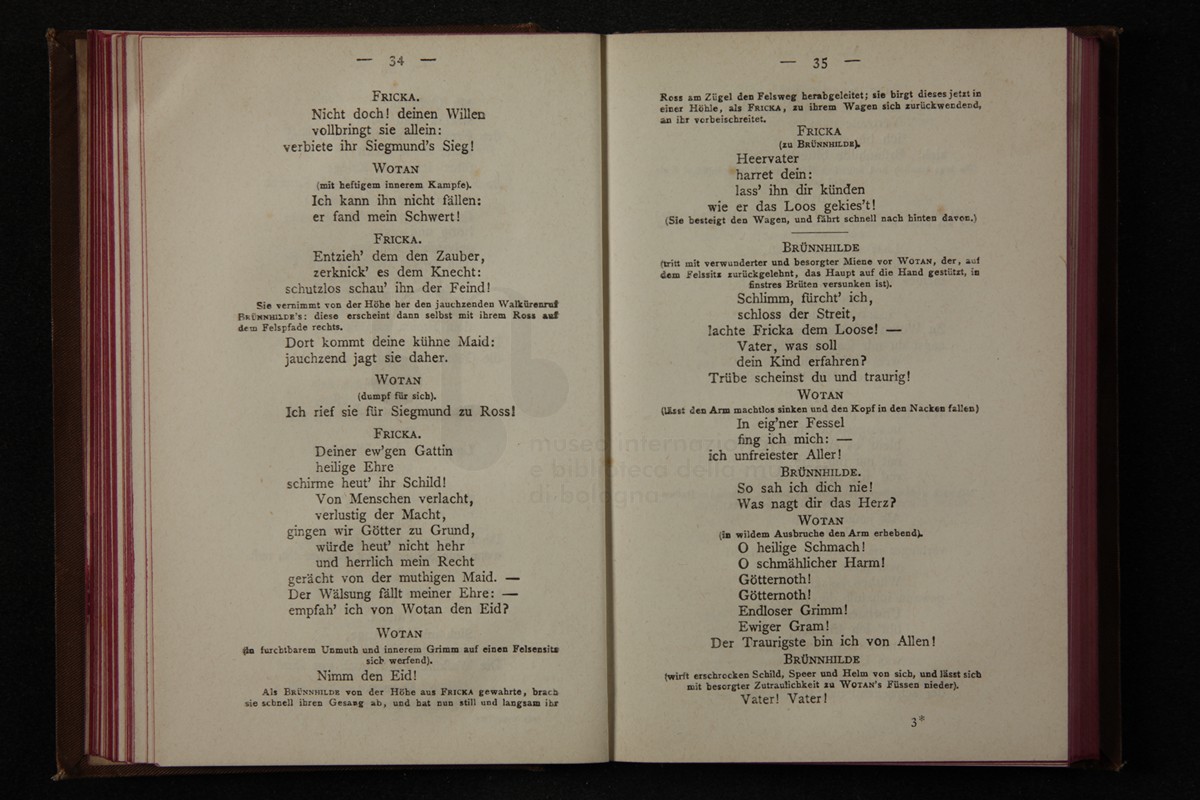 — 34 —
FRICKA.
Nicht doch! deinen Willen
vollbringt sie allein:
verbiete ihr Siegmund's Sieg!
WOTAN
(mit heftigem innerem Kampfe).
Ich kann ihn nicht fällen:
er fand mein Schwert!
FRICKA.
Entzieh' dem den Zauber,
zerknick' es dem Knecht:
schutzlos schau' ihn der Feind!
Sie vernimmt von der Höhe her den jauchzenden Walkürenruf
BRÜNNHILDE'S: diese erscheint dann selbst mit ihrem Ross auf
dem Felspfade rechts.
Dort kommt deine kühne Maid:
jauchzend jagt sie daher.
WOTAN
(dumpf für sich).
Ich rief sie für Siegmund zu Ross!
FRICKA.
Deiner ew'gen Gattin
heilige Ehre
schirme heut' ihr Schild!
Von Menschen verlacht,
verlustig der Macht,
gingen wir Götter zu Grund,
würde heut' nicht hehr
und herrlich mein Recht
gerächt von der muthigen Maid. —
Der Wälsung fällt meiner Ehre: —
empfah' ich von Wotan den Eid?
WOTAN
(in furchtbarem Unmuth und innerem Grimm auf einen Felsensitz
sich werfend).
Nimm den Eid!
Als BRÜNNHILDE von der Höhe aus FRICKA gewahrte, brach
sie schnell ihren Gesang ab, und hat nun still und langsam ihr
— 35 —
Ross am Zügel den Felsweg herabgeleitet; sie birgt dieses jetzt in
einer Höhle, als FRICKA, zu ihrem Wagen sich zurückwendend,
an ihr vorbeischreitet.
FRICKA
(zu BRÜNNHILDE).
Heervater
harret dein:
lass' ihn dir künden
wie er das Loos gekies't!
(Sie besteigt den Wagen, und fährt schnell nach hinten davon.)
BRÜNNHILDE
(tritt mit verwunderter und besorgter Miene vor WOTAN, der, auf
dem Felssitz zurückgelehnt, das Haupt auf die Hand gestützt, in
finstres Brüten versunken ist).
Schlimm, fürcht' ich,
schloss der Streit,
lachte Fricka dem Loose! —
Vater, was soll
dein Kind erfahren?
Trübe scheinst du und traurig!
WOTAN
(lässt den Arm machtlos sinken und den Kopf in den Nacken fallen)
In eig'ner Fessel
fing ich mich: —
ich unfreiester Aller!
BRÜNNHILDE.
So sah ich dich nie!
Was nagt dir das Herz?
WOTAN
(in wildem Ausbruche den Arm erhebend).
O heilige Schmach!
O schmählicher Harm!
Götternoth!
Götternoth!
Endloser Grimm!
Ewiger Gram!
Der Traurigste bin ich von Allen!
BRÜNNHILDE
(wirft erschrocken Schild, Speer und Helm von sich, und lässt sich
mit besorgter Zutraulichkeit zu WOTAN'S Füssen nieder).
Vater! Vater!
3*
museo internazio
e biblioteca della mu
di bologna